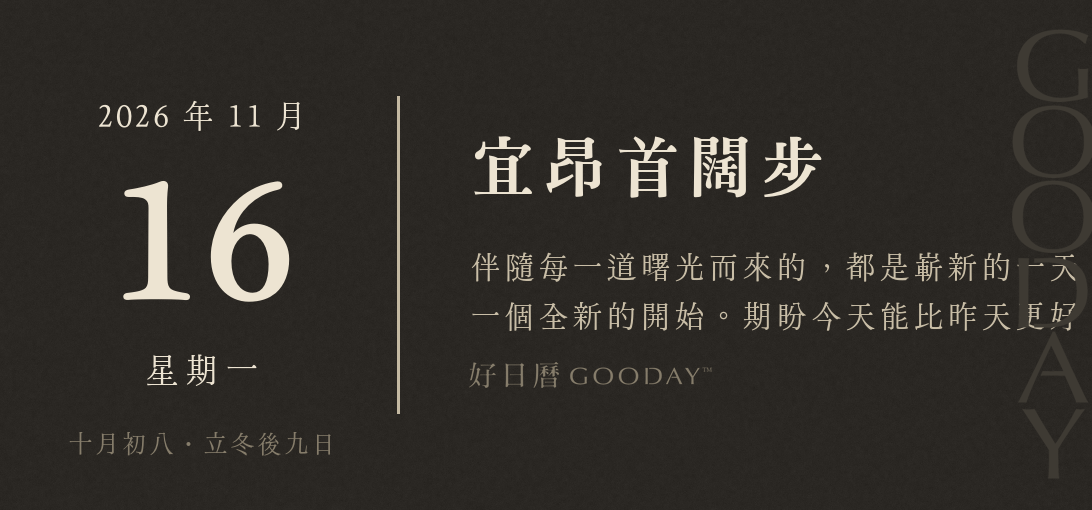 2026 年 11 月
16
星期一
十月初八・立冬後九日
宜昂首闊步
伴隨每一道曙光而來的，都是嶄新的一天
一個全新的開始。期盼今天能比昨天更好
好日曆 GOODAY™
GOODAY